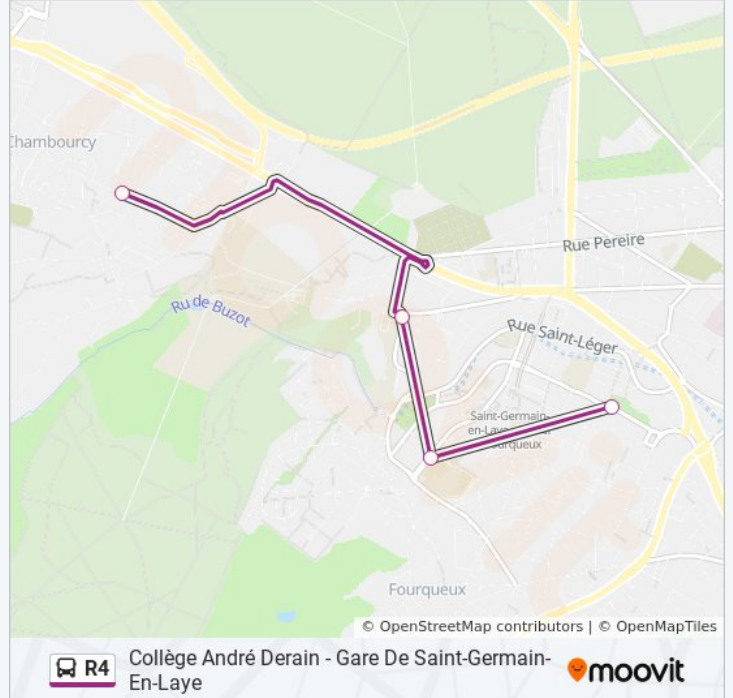 Chambourcy
Rue Pereire
Ru de Buzot
Rue Saint-Léger
Saint-Germain-
en-Laye
Fourqueux
© OpenStreetMap contributors | © OpenMapTiles
R4
Collège André Derain - Gare De Saint-Germain-
En-Laye
moovit